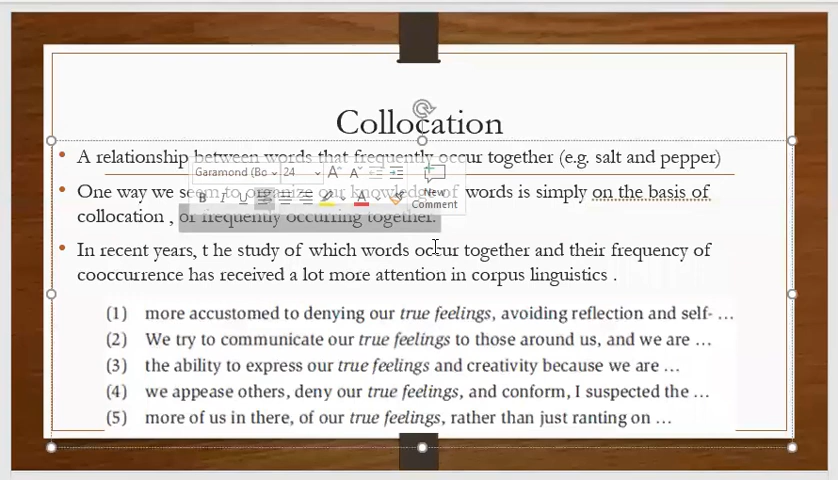 Collocation
• A relationship between words that frequently occur together (e.g. salt and pepper)
Garamond (Bc 24 A A
• One way we seem to organize our knowledge of words is simply on the basis of
B I U A New
Comment
collocation , or frequently occurring together.
• In recent years, t he study of which words occur together and their frequency of
cooccurrence has received a lot more attention in corpus linguistics .
(1) more accustomed to denying our true feelings, avoiding reflection and self- …
(2) We try to communicate our true feelings to those around us, and we are …
(3) the ability to express our true feelings and creativity because we are …
(4) we appease others, deny our true feelings, and conform, I suspected the …
(5) more of us in there, of our true feelings, rather than just ranting on …